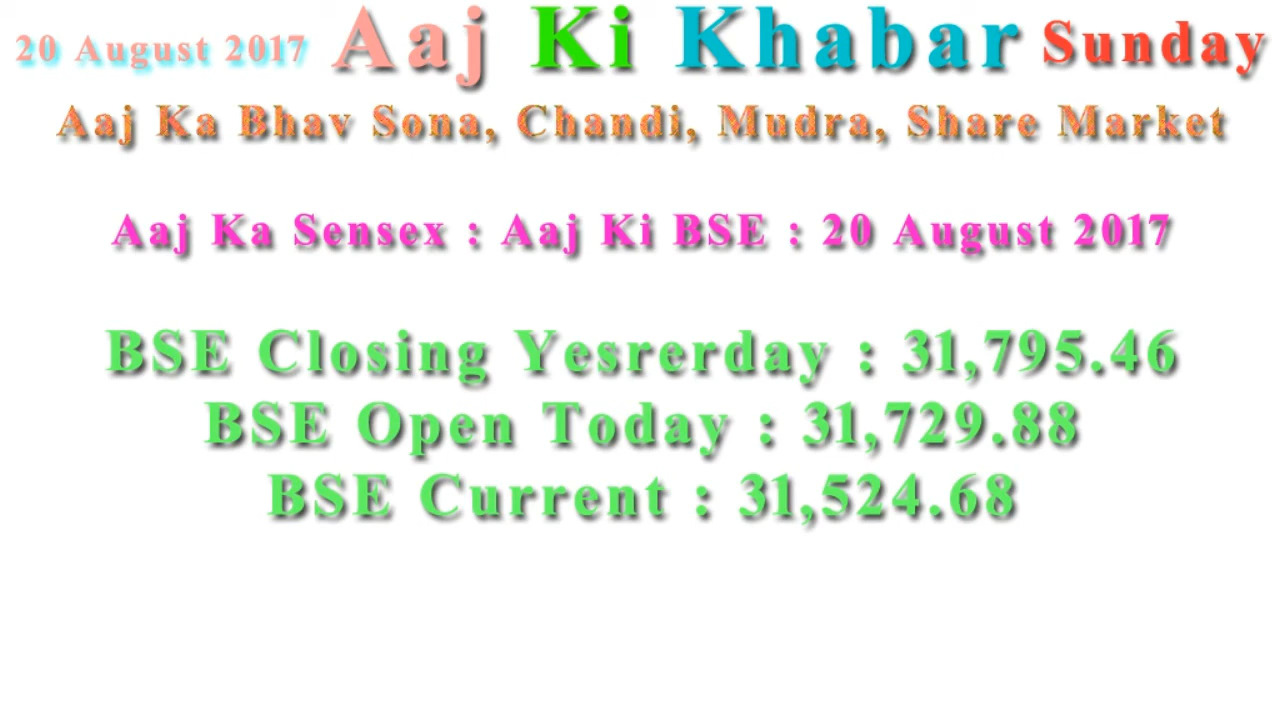 20 August 2017 Aaj Ki Khabar Sunday
Aaj Ka Bhav Sona, Chandi, Mudra, Share Market
Aaj Ka Sensex : Aaj Ki BSE : 20 August 2017
BSE Closing Yesrerday : 31,795.46
BSE Open Today : 31,729.88
BSE Current : 31,524.68